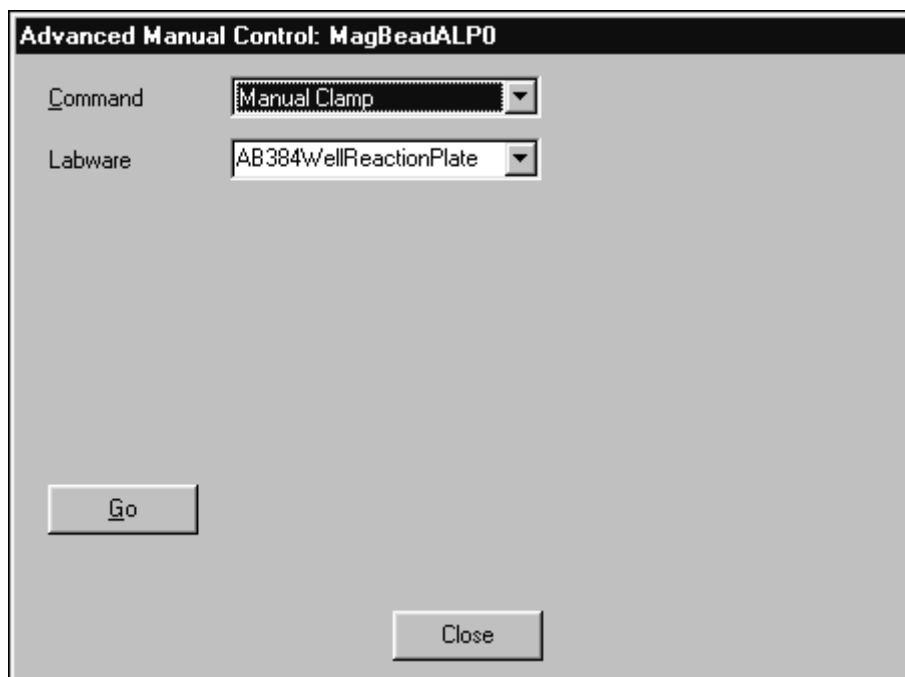 Advanced Manual Control: MagBeadALP0
Command Manual Clamp
Labware AB384WellReactionPlate
Go
Close